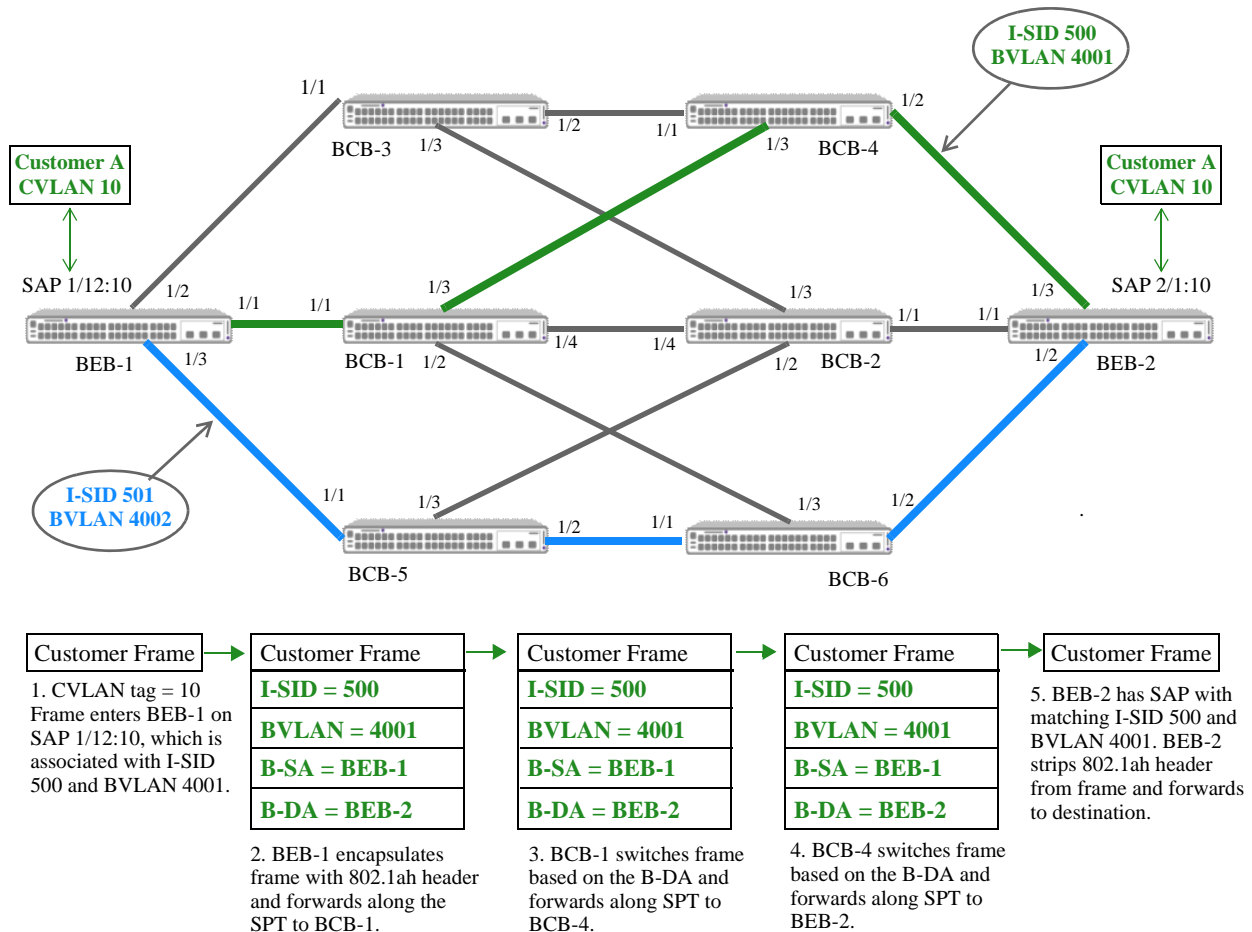 I-SID 500
BVLAN 4001
1/1
1/2
1/1
1/2
BCB-3
1/3
1/3
BCB-4
Customer A
CVLAN 10
Customer A
CVLAN 10
SAP 1/12:10
1/2
1/1
1/1
1/3
1/3
1/1
1/1
1/3
SAP 2/1:10
BEB-1
1/3
BCB-1
1/2
1/4
1/4
1/2
BCB-2
1/2
BEB-2
I-SID 501
BVLAN 4002
1/1
1/3
1/2
1/1
1/3
1/2
.
BCB-5
BCB-6
Customer Frame
1. CVLAN tag = 10
Frame enters BEB-1 on
SAP 1/12:10, which is
associated with I-SID
500 and BVLAN 4001.
Customer Frame
I-SID = 500
BVLAN = 4001
B-SA = BEB-1
B-DA = BEB-2
2. BEB-1 encapsulates
frame with 802.1ah header
and forwards along the
SPT to BCB-1.
Customer Frame
I-SID = 500
BVLAN = 4001
B-SA = BEB-1
B-DA = BEB-2
3. BCB-1 switches frame
based on the B-DA and
forwards along SPT to
BCB-4.
Customer Frame
I-SID = 500
BVLAN = 4001
B-SA = BEB-1
B-DA = BEB-2
4. BCB-4 switches frame
based on the B-DA and
forwards along SPT to
BEB-2.
Customer Frame
5. BEB-2 has SAP with
matching I-SID 500 and
BVLAN 4001. BEB-2
strips 802.1ah header
from frame and forwards
to destination.